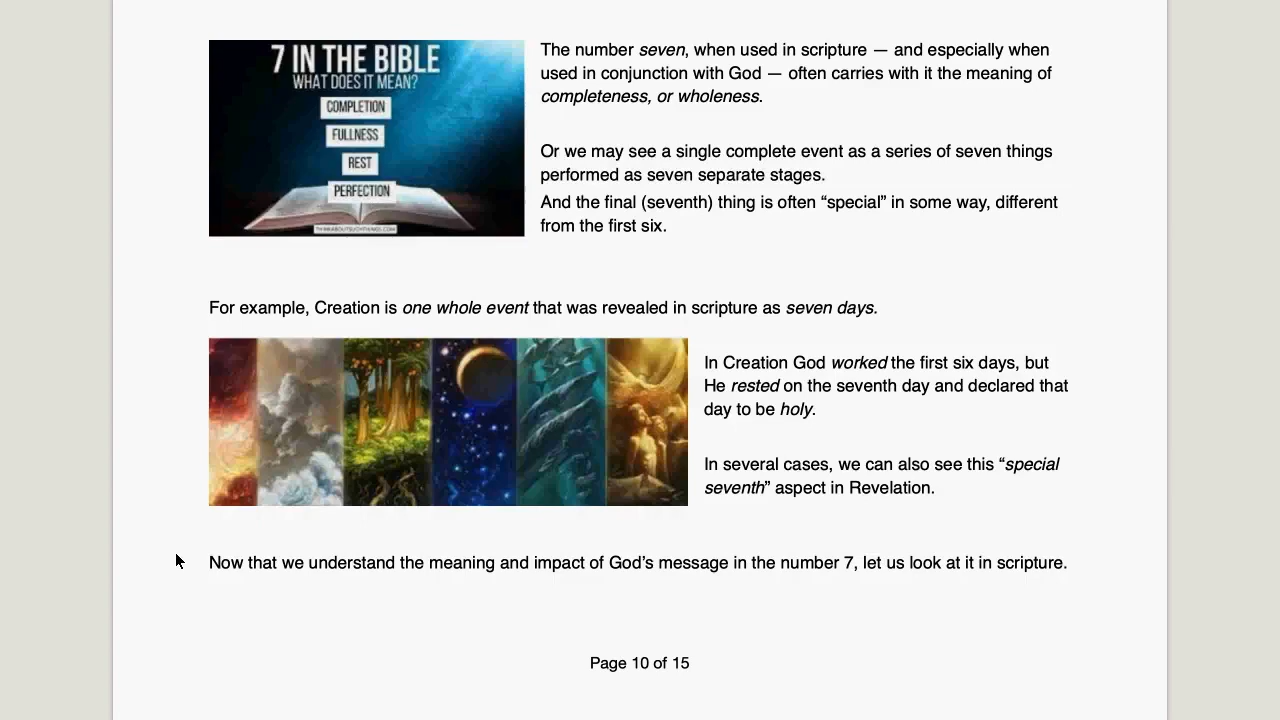 7 IN THE BIBLE
WHAT DOES IT MEAN?
COMPLETION
FULLNESS
REST
PERFECTION
The number seven, when used in scripture — and especially when
used in conjunction with God — often carries with it the meaning of
completeness, or wholeness.
Or we may see a single complete event as a series of seven things
performed as seven separate stages.
And the final (seventh) thing is often “special” in some way, different
from the first six.
For example, Creation is one whole event that was revealed in scripture as seven days.
In Creation God worked the first six days, but
He rested on the seventh day and declared that
day to be holy.
In several cases, we can also see this “special
seventh” aspect in Revelation.
Now that we understand the meaning and impact of God’s message in the number 7, let us look at it in scripture.
Page 10 of 15